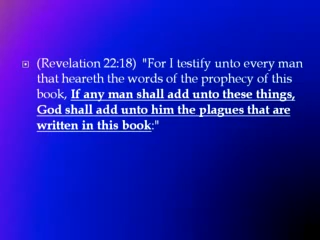 (Revelation 22:18)  "For I testify unto every man
that heareth the words of the prophecy of this
book, If any man shall add unto these things,
God shall add unto him the plagues that are
written in this book:"